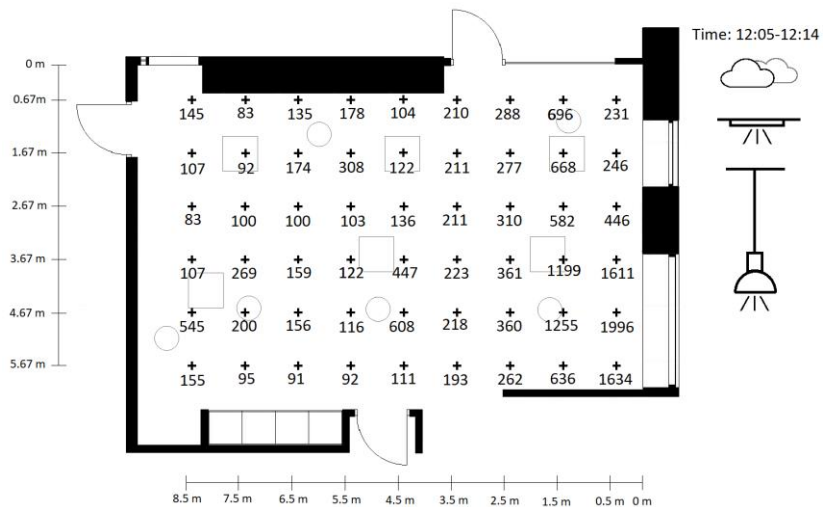 Time: 12:05-12:14
0 m
0.67m
145 83 135 178 104 210 288 696 231
1.67 m
107 92 174 308 122 211 277 668 246
2.67 m
83 100 100 103 136 211 310 582 446
3.67 m
107 269 159 122 447 223 361 1199 1611
4.67 m
545 200 156 116 608 218 360 1255 1996
5.67 m
155 95 91 92 111 193 262 636 1634
8.5 m 7.5 m 6.5 m 5.5 m 4.5 m 3.5 m 2.5 m 1.5 m 0.5 m 0 m